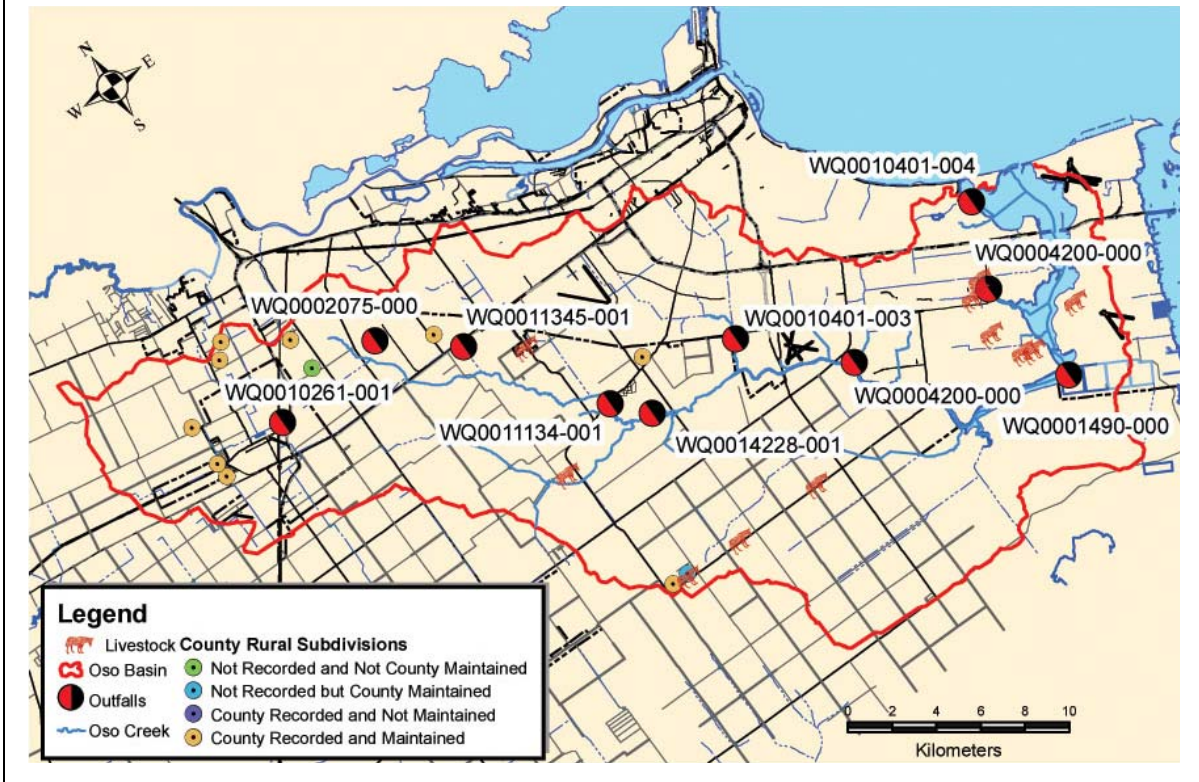 N
E
W
S
WQ0010401-004
WQ0004200-000
WQ0002075-000
WQ0011345-001
WQ0010401-003
WQ0010261-001
WQ0004200-000
WQ0011134-001
WQ0014228-001
WQ0001490-000
Legend
Livestock
Oso Basin
Outfalls
Oso Creek
County Rural Subdivisions
Not Recorded and Not County Maintained
Not Recorded but County Maintained
County Recorded and Not Maintained
County Recorded and Maintained
0 2 4 6 8 10
Kilometers